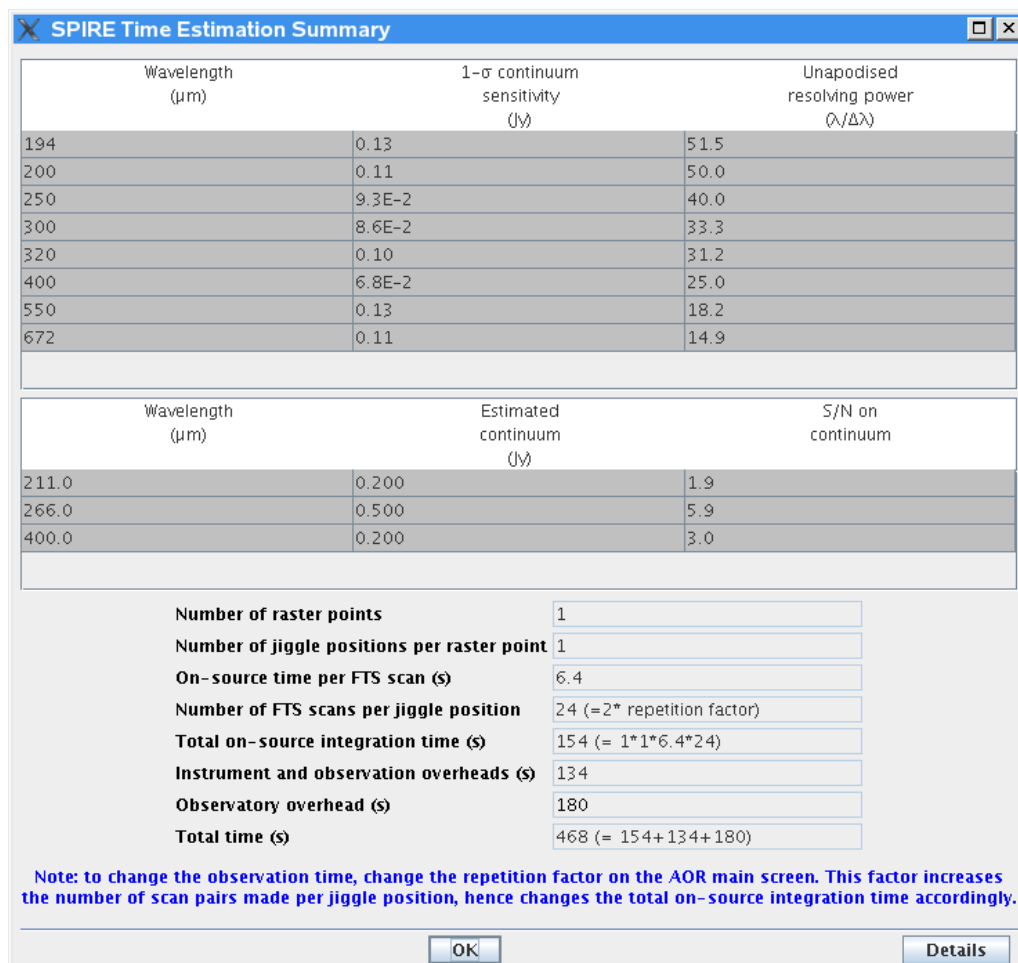 SPIRE Time Estimation Summary
Wavelength 1-σ continuum Unapodised
(μm) sensitivity resolving power
(Jy) (λ/Δλ)
194 0.13 51.5
200 0.11 50.0
250 9.3E-2 40.0
300 8.6E-2 33.3
320 0.10 31.2
400 6.8E-2 25.0
550 0.13 18.2
672 0.11 14.9
Wavelength Estimated S/N on
(μm) continuum continuum
(Jy)
211.0 0.200 1.9
266.0 0.500 5.9
400.0 0.200 3.0
Number of raster points 1
Number of jiggle positions per raster point 1
On-source time per FTS scan (s) 6.4
Number of FTS scans per jiggle position 24 (=2* repetition factor)
Total on-source integration time (s) 154 (= 1*1*6.4*24)
Instrument and observation overheads (s) 134
Observatory overhead (s) 180
Total time (s) 468 (= 154+134+180)
Note: to change the observation time, change the repetition factor on the AOR main screen. This factor increases
the number of scan pairs made per jiggle position, hence changes the total on-source integration time accordingly.
OK Details